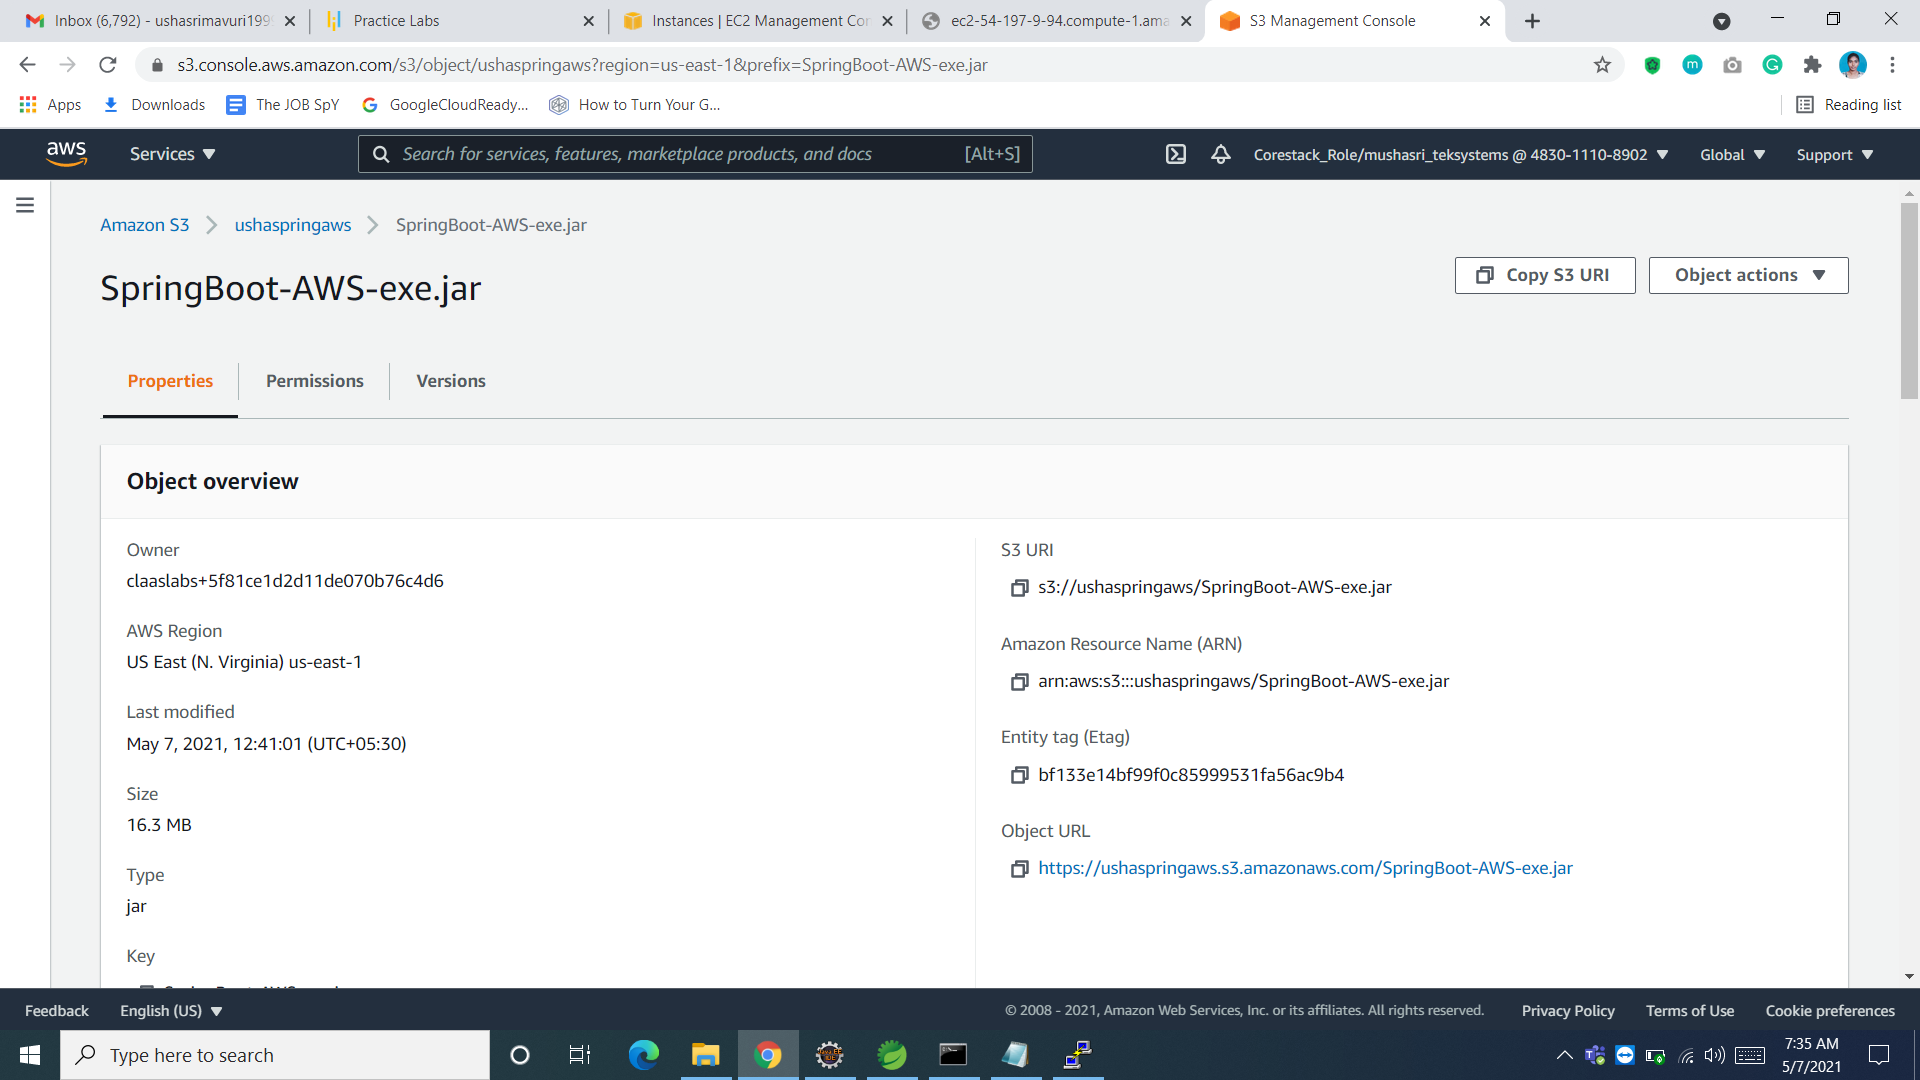 Inbox (6,792) - ushasrimavuri199
Practice Labs
Instances | EC2 Management Con
ec2-54-197-9-94.compute-1.ama
S3 Management Console
s3.console.aws.amazon.com/s3/object/ushaspringaws?region=us-east-1&prefix=SpringBoot-AWS-exe.jar
Apps
Downloads
The JOB SpY
GoogleCloudReady...
How to Turn Your G...
Reading list
aws
Services
Search for services, features, marketplace products, and docs
[Alt+S]
Corestack_Role/mushasri_teksystems @ 4830-1110-8902
Global
Support
Amazon S3
ushaspringaws
SpringBoot-AWS-exe.jar
SpringBoot-AWS-exe.jar
Copy S3 URI
Object actions
Properties
Permissions
Versions
Object overview
Owner
claaslabs+5f81ce1d2d11de070b76c4d6
AWS Region
US East (N. Virginia) us-east-1
Last modified
May 7, 2021, 12:41:01 (UTC+05:30)
Size
16.3 MB
Type
jar
Key
S3 URI
s3://ushaspringaws/SpringBoot-AWS-exe.jar
Amazon Resource Name (ARN)
arn:aws:s3:::ushaspringaws/SpringBoot-AWS-exe.jar
Entity tag (Etag)
bf133e14bf99f0c85999531fa56ac9b4
Object URL
https://ushaspringaws.s3.amazonaws.com/SpringBoot-AWS-exe.jar
Feedback
English (US)
© 2008 - 2021, Amazon Web Services, Inc. or its affiliates. All rights reserved.
Privacy Policy
Terms of Use
Cookie preferences
Type here to search
7:35 AM
5/7/2021